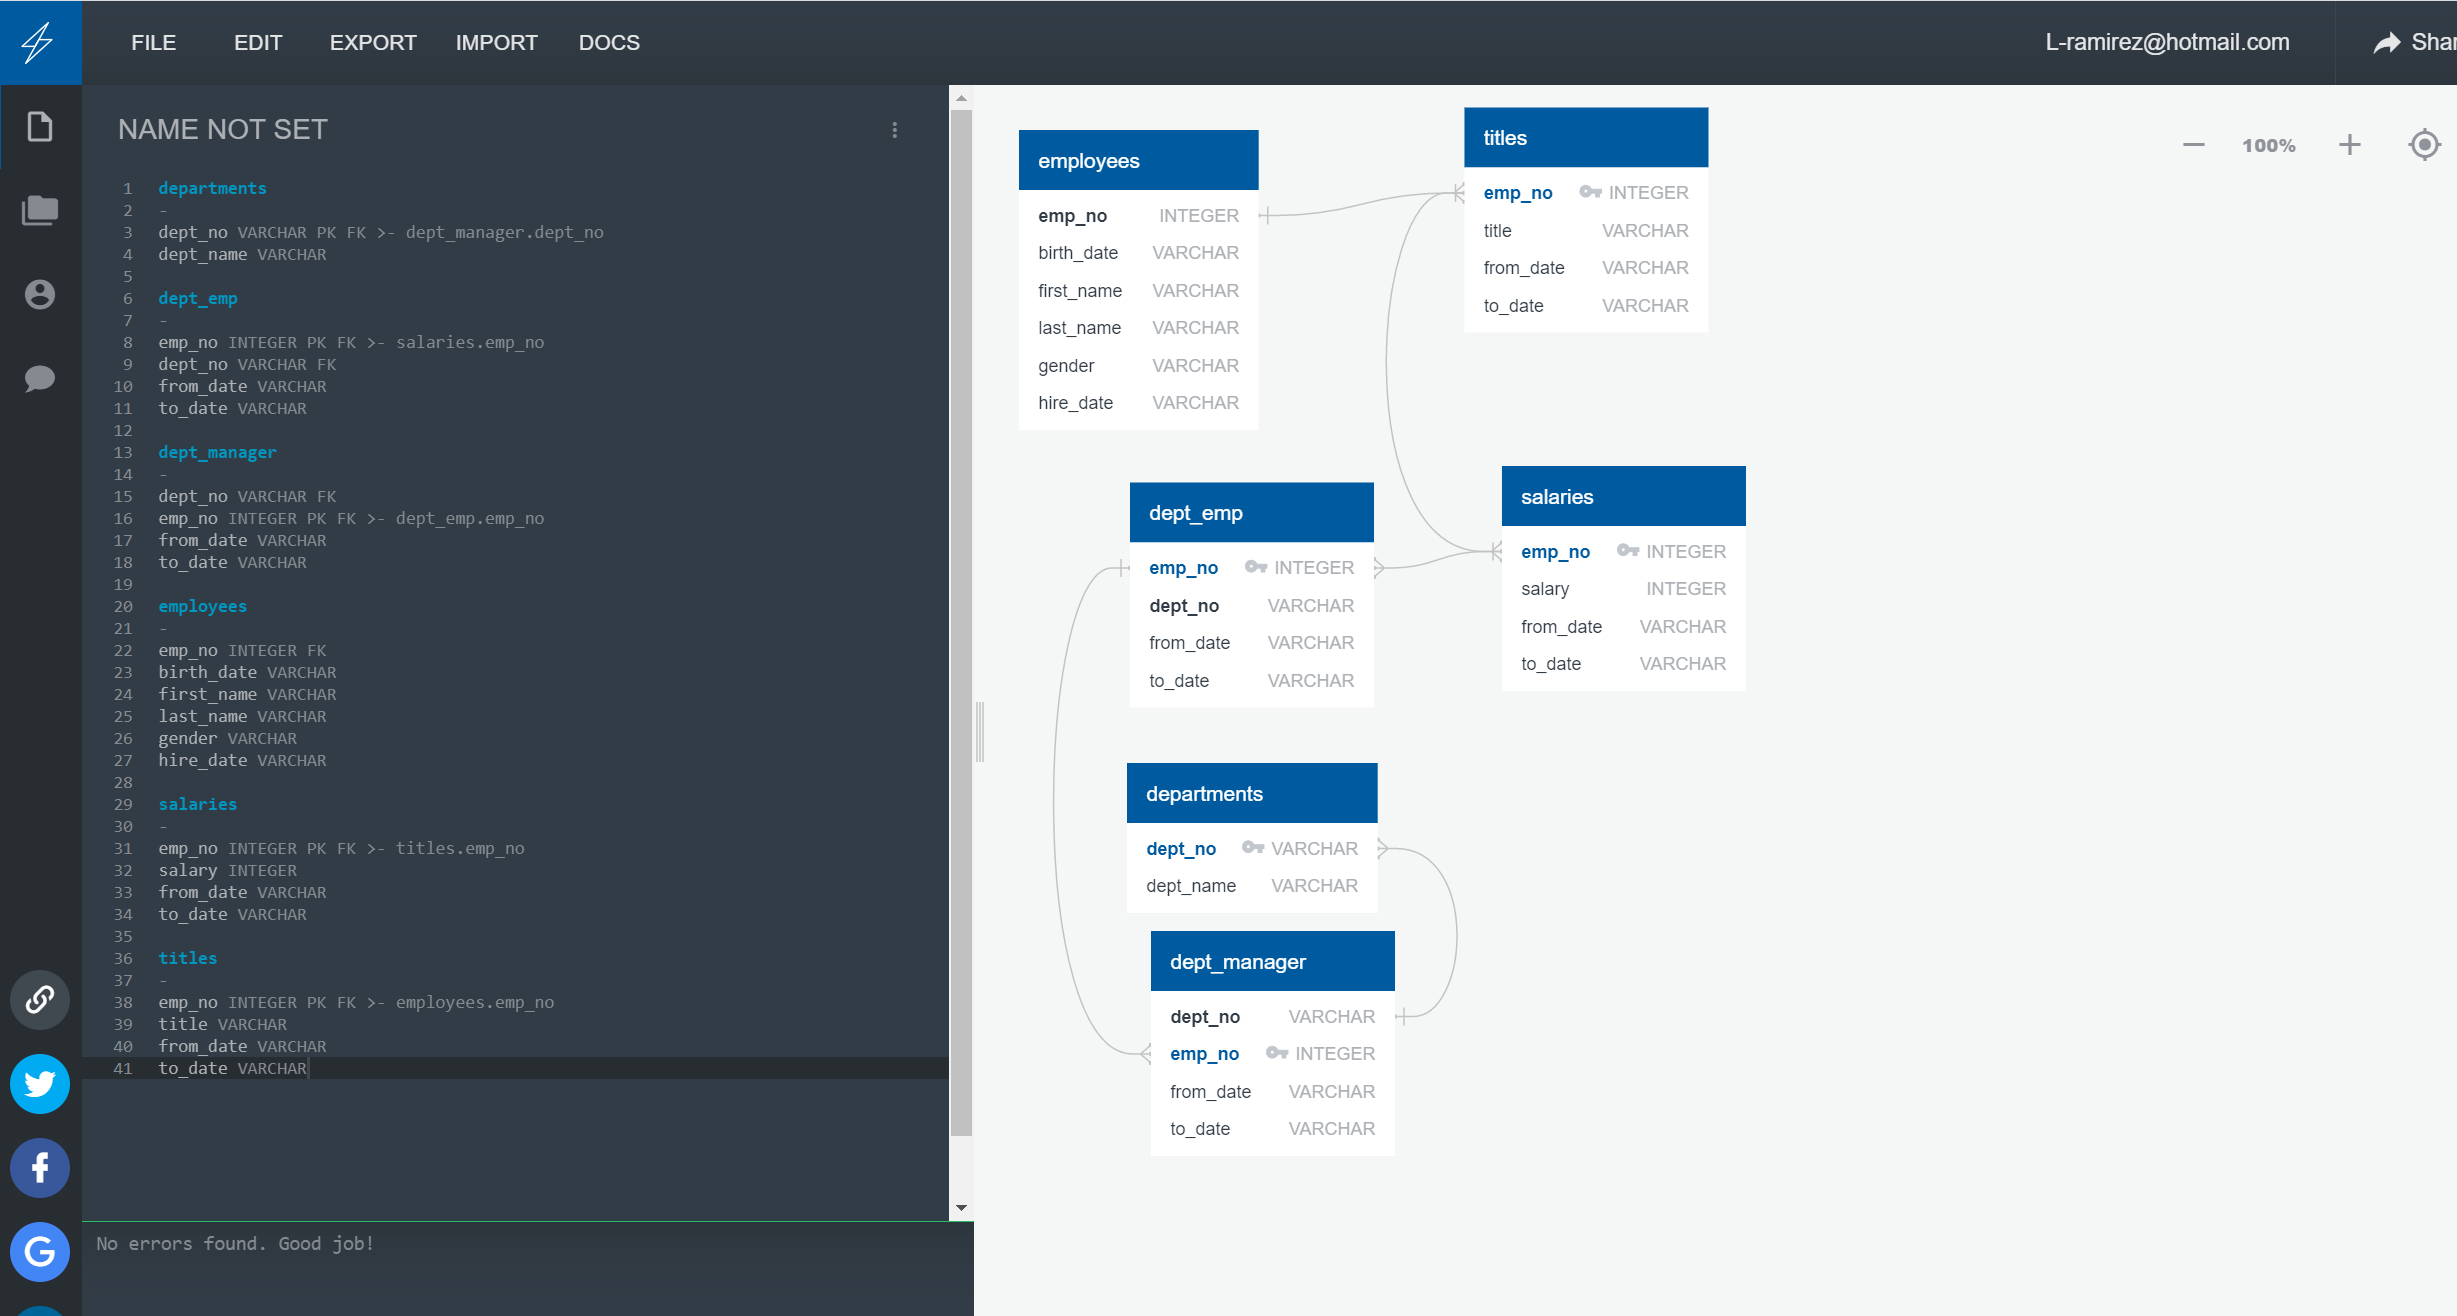 FILE EDIT EXPORT IMPORT DOCS L-ramirez@hotmail.com Shar
NAME NOT SET
1 departments
2 -
3 dept_no VARCHAR PK FK >- dept_manager.dept_no
4 dept_name VARCHAR
5
6 dept_emp
7 -
8 emp_no INTEGER PK FK >- salaries.emp_no
9 dept_no VARCHAR FK
10 from_date VARCHAR
11 to_date VARCHAR
12
13 dept_manager
14 -
15 dept_no VARCHAR FK
16 emp_no INTEGER PK FK >- dept_emp.emp_no
17 from_date VARCHAR
18 to_date VARCHAR
19
20 employees
21 -
22 emp_no INTEGER FK
23 birth_date VARCHAR
24 first_name VARCHAR
25 last_name VARCHAR
26 gender VARCHAR
27 hire_date VARCHAR
28
29 salaries
30 -
31 emp_no INTEGER PK FK >- titles.emp_no
32 salary INTEGER
33 from_date VARCHAR
34 to_date VARCHAR
35
36 titles
37 -
38 emp_no INTEGER PK FK >- employees.emp_no
39 title VARCHAR
40 from_date VARCHAR
41 to_date VARCHAR
No errors found. Good job!
employees
emp_no INTEGER
birth_date VARCHAR
first_name VARCHAR
last_name VARCHAR
gender VARCHAR
hire_date VARCHAR
titles
emp_no INTEGER
title VARCHAR
from_date VARCHAR
to_date VARCHAR
100%
dept_emp
emp_no INTEGER
dept_no VARCHAR
from_date VARCHAR
to_date VARCHAR
salaries
emp_no INTEGER
salary INTEGER
from_date VARCHAR
to_date VARCHAR
departments
dept_no VARCHAR
dept_name VARCHAR
dept_manager
dept_no VARCHAR
emp_no INTEGER
from_date VARCHAR
to_date VARCHAR